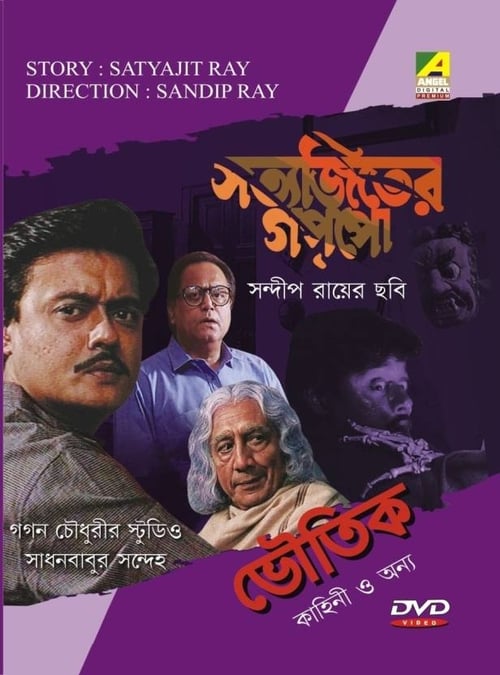 STORY : SATYAJIT RAY
DIRECTION : SANDIP RAY
A
ANGEL
DIGITAL
PREMIUM
সত্যজিতের
গপ্‌পো
সন্দীপ রায়ের ছবি
গগন চৌধুরীর স্টুডিও
সাধনবাবুর সন্দেহ
ভৌতিক
কাহিনী ও অন্য
DVD
VIDEO